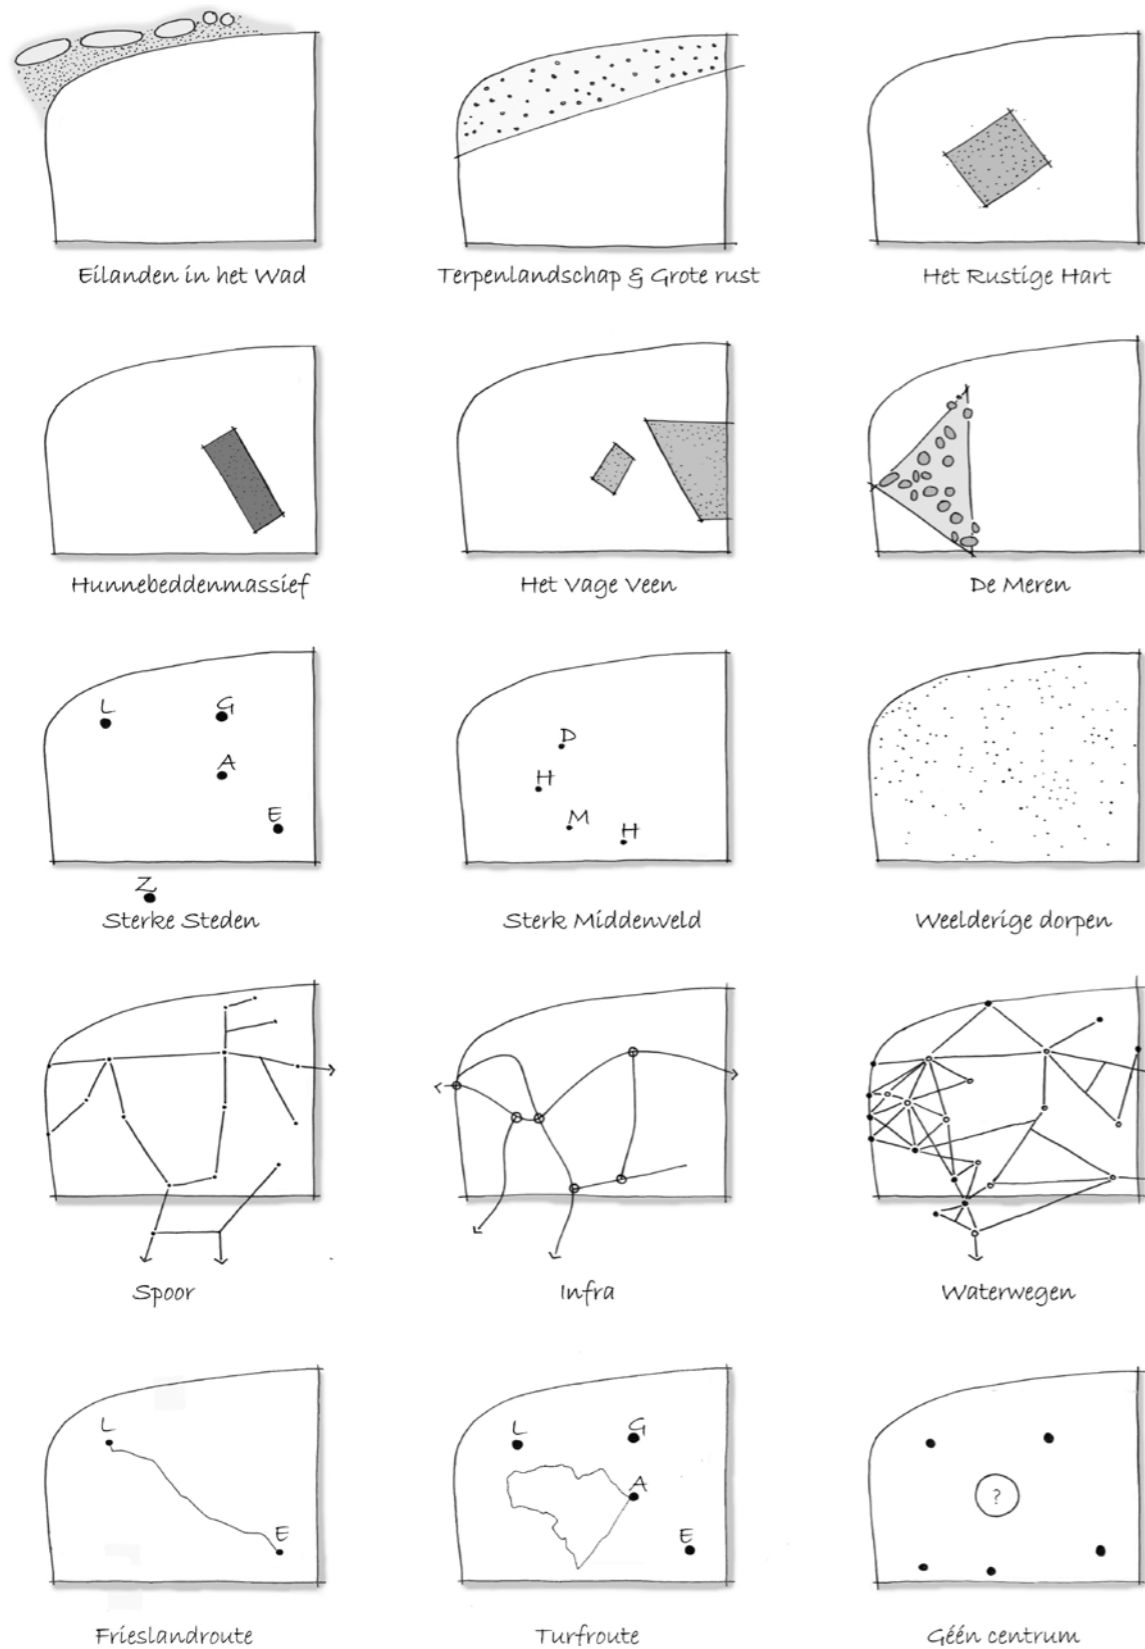 Eilanden in het Wad
Terpenlandschap & Grote rust
Het Rustige Hart
Hunnebeddenmassief
Het Vage Veen
De Meren
L
G
A
E
Z
Sterke Steden
D
H
M
H
Sterk Middenveld
Weelderige dorpen
Spoor
Infra
Waterwegen
L
E
Frieslandroute
L
G
A
E
Turfroute
?
Géén centrum